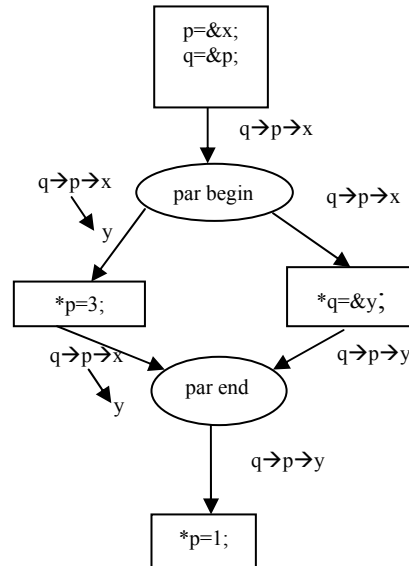 p=&x;
q=&p;
q→p→x
q→p→x
y
par begin
q→p→x
*p=3;
*q=&y;
q→p→x
y
par end
q→p→y
q→p→y
*p=1;